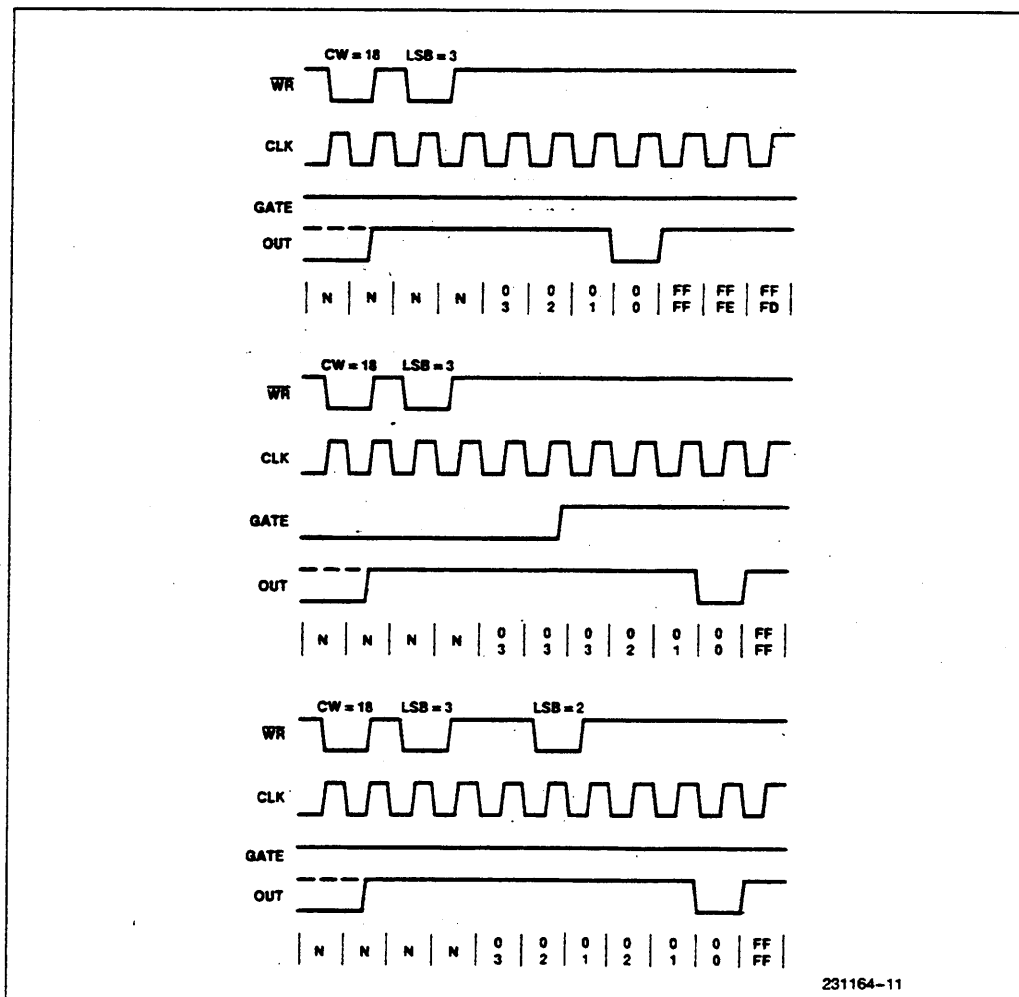 CW = 18 LSB = 3
WR
CLK
GATE
OUT
N N N N 0 0 0 0 FF FF FF
3 2 1 0 FF FE FD
CW = 18 LSB = 3
WR
CLK
GATE
OUT
N N N N 0 0 0 0 0 0 FF
3 3 3 2 1 0 FF
CW = 18 LSB = 3 LSB = 2
WR
CLK
GATE
OUT
N N N N 0 0 0 0 0 0 FF
3 2 1 2 1 0 FF
231164-11